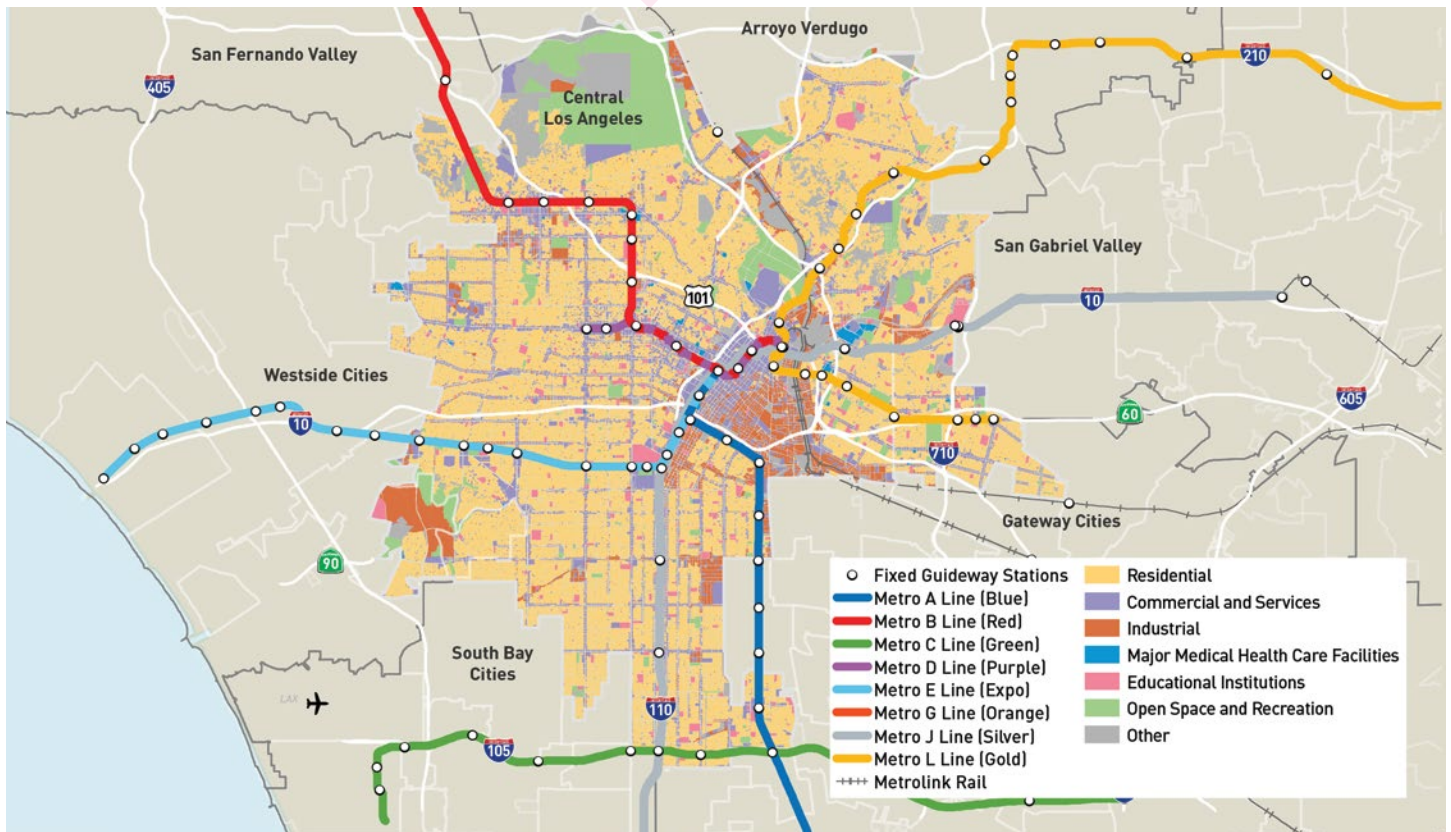 Arroyo Verdugo
San Fernando Valley
210
405
Central
Los Angeles
San Gabriel Valley
101
10
Westside Cities
605
60
10
710
Gateway Cities
90
South Bay
Cities
LAX
110
105
Fixed Guideway Stations
Metro A Line (Blue)
Metro B Line (Red)
Metro C Line (Green)
Metro D Line (Purple)
Metro E Line (Expo)
Metro G Line (Orange)
Metro J Line (Silver)
Metro L Line (Gold)
Metrolink Rail
Residential
Commercial and Services
Industrial
Major Medical Health Care Facilities
Educational Institutions
Open Space and Recreation
Other